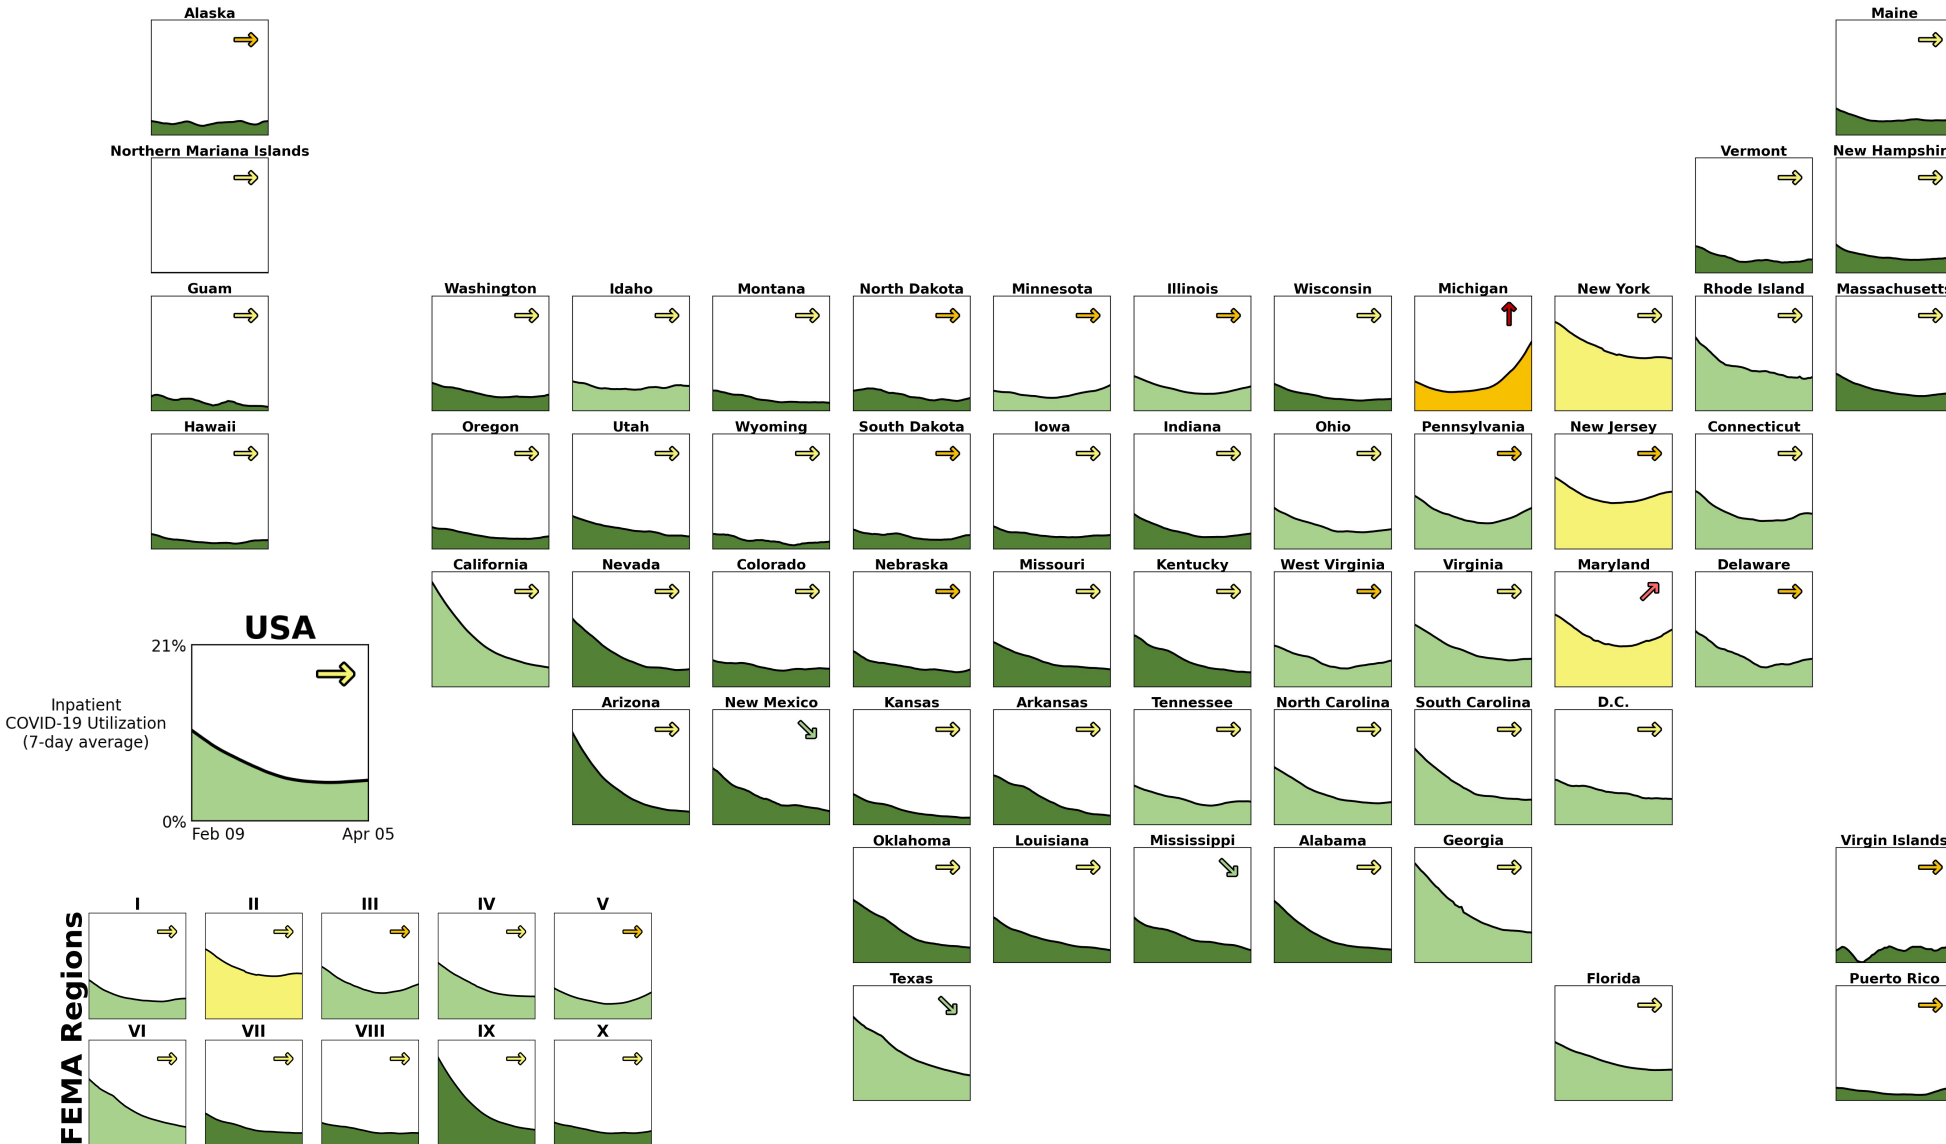 Alaska
Maine
Northern Mariana Islands
Vermont
New Hampshir
Guam
Washington
Idaho
Montana
North Dakota
Minnesota
Illinois
Wisconsin
Michigan
New York
Rhode Island
Massachusetts
Hawaii
Oregon
Utah
Wyoming
South Dakota
Iowa
Indiana
Ohio
Pennsylvania
New Jersey
Connecticut
California
Nevada
Colorado
Nebraska
Missouri
Kentucky
West Virginia
Virginia
Maryland
Delaware
USA
21%
Inpatient
COVID-19 Utilization
(7-day average)
0%
Feb 09
Apr 05
Arizona
New Mexico
Kansas
Arkansas
Tennessee
North Carolina
South Carolina
D.C.
Oklahoma
Louisiana
Mississippi
Alabama
Georgia
Virgin Islands
Texas
Florida
Puerto Rico
FEMA Regions
I
II
III
IV
V
VI
VII
VIII
IX
X